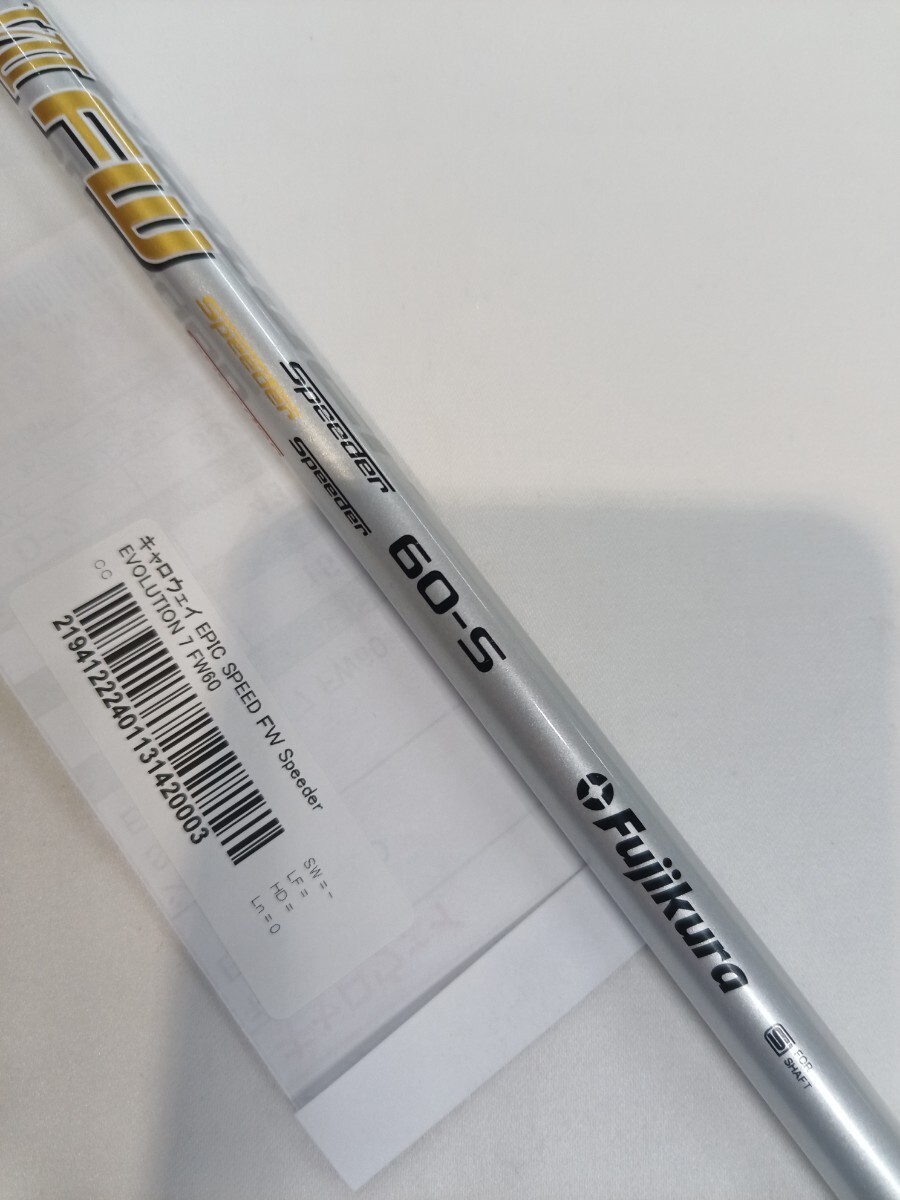 FW
Speeder
Speeder
Speeder
60-S
Fujikura
S FOR
SHAFT
キャロウェイ EPIC SPEED FW Speeder
EVOLUTION 7 FW60
CC
21941222401131420003
SW = -
LF =
HD =
Ln = 0